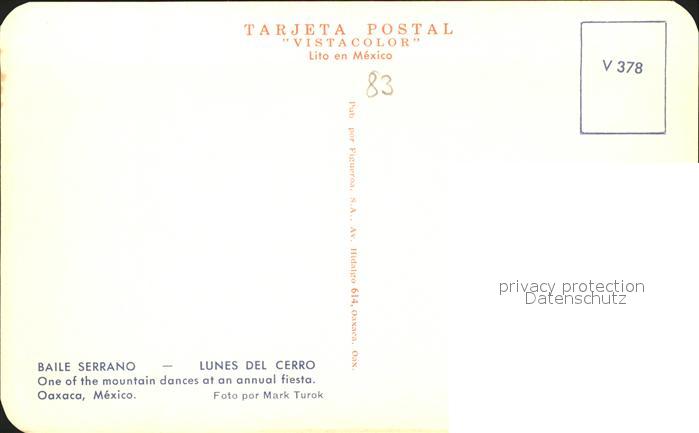 TARJETA POSTAL
"VISTACOLOR"
Lito en México
83
V 378
Pub. por Figueroa, S.A., Av. Hidalgo 614, Oaxaca, Oax.
privacy protection
Datenschutz
BAILE SERRANO — LUNES DEL CERRO
One of the mountain dances at an annual fiesta.
Oaxaca, México. Foto por Mark Turok